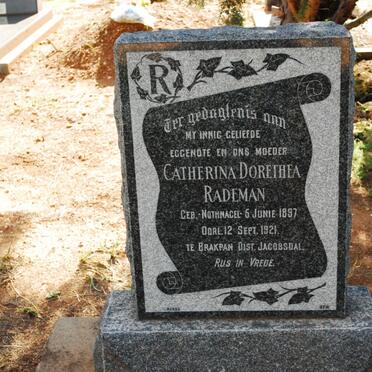 R
Ter gedagtenis aan
MY INNIG GELIEFDE
EGGENOTE EN ONS MOEDER
CATHERINA DORETHEA
RADEMAN
GEB.-NOTHNAGEL-6 JUNIE 1897
OORL. 12 SEPT. 1921.
TE BRAKPAN DIST. JACOBSDAL.
RUS IN VREDE.